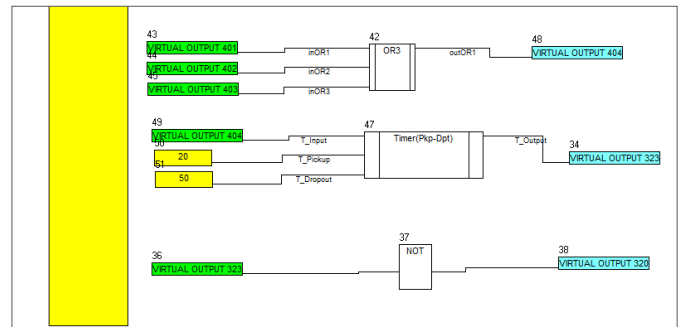 43
VIRTUAL OUTPUT 401
inOR1
42
OR3
outOR1
48
VIRTUAL OUTPUT 404
44
VIRTUAL OUTPUT 402
inOR2
45
VIRTUAL OUTPUT 403
inOR3
49
VIRTUAL OUTPUT 404
T_Input
47
Timer(Pkp-Dpt)
T_Output
34
VIRTUAL OUTPUT 323
50
20
T_Pickup
51
50
T_Dropout
36
VIRTUAL OUTPUT 323
37
NOT
38
VIRTUAL OUTPUT 320